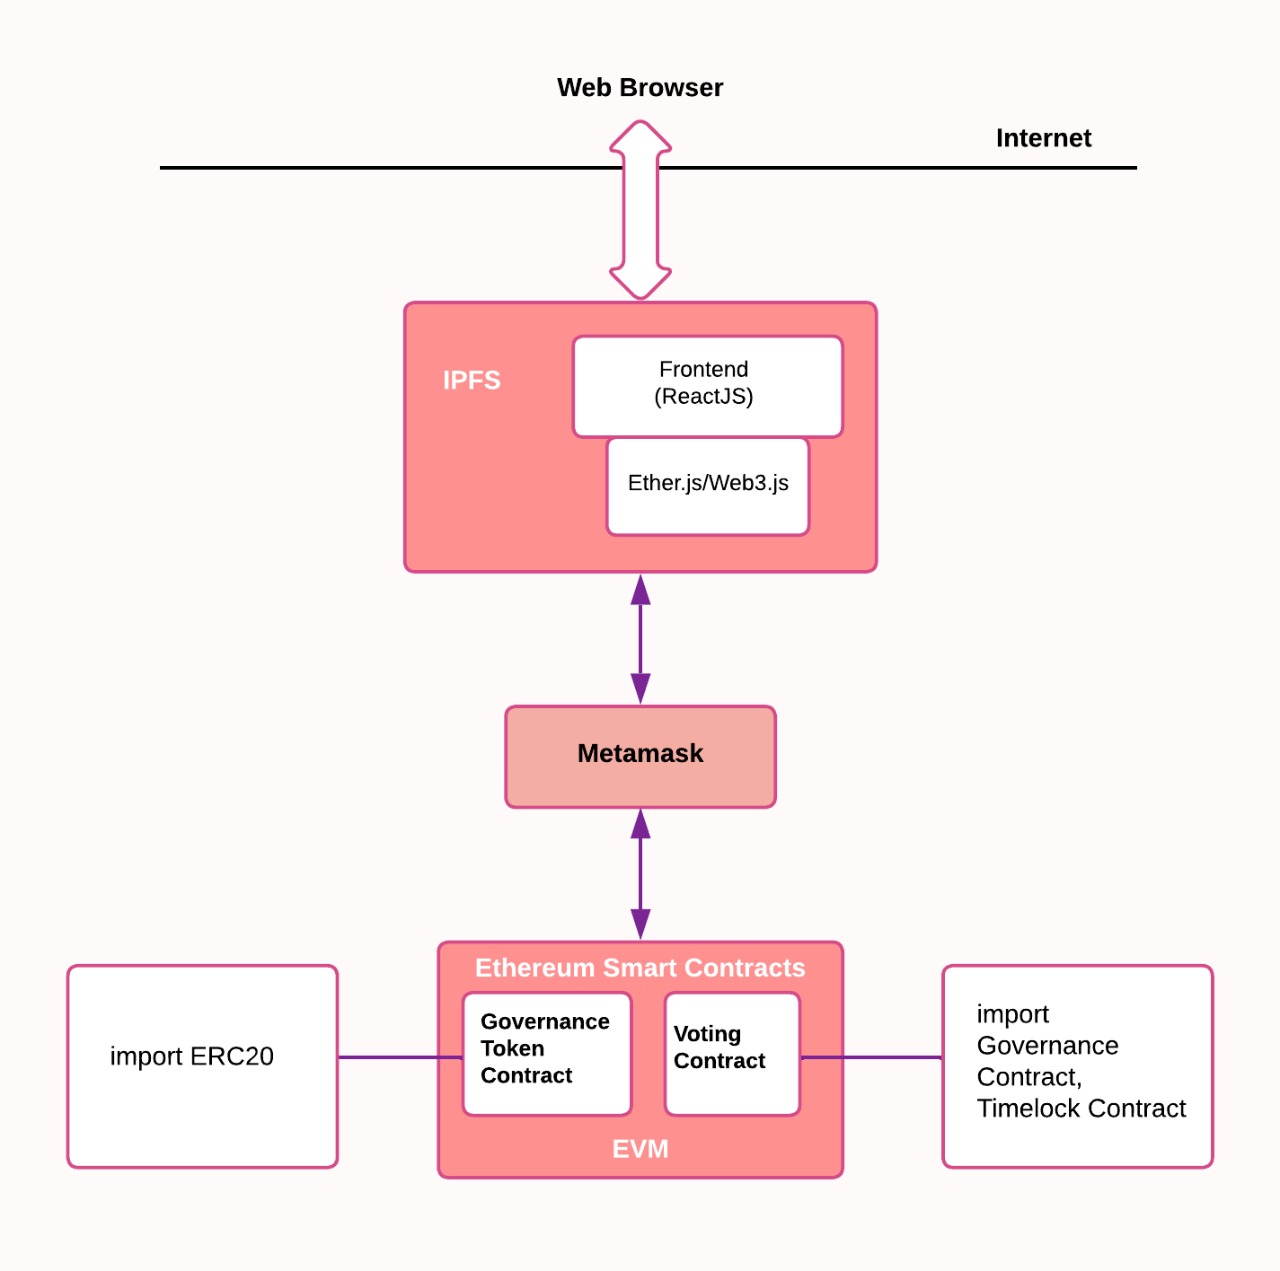 Web Browser
Internet
IPFS
Frontend
(ReactJS)
Ether.js/Web3.js
Metamask
Ethereum Smart Contracts
import ERC20
Governance
Token
Contract
Voting
Contract
import
Governance
Contract,
Timelock Contract
EVM